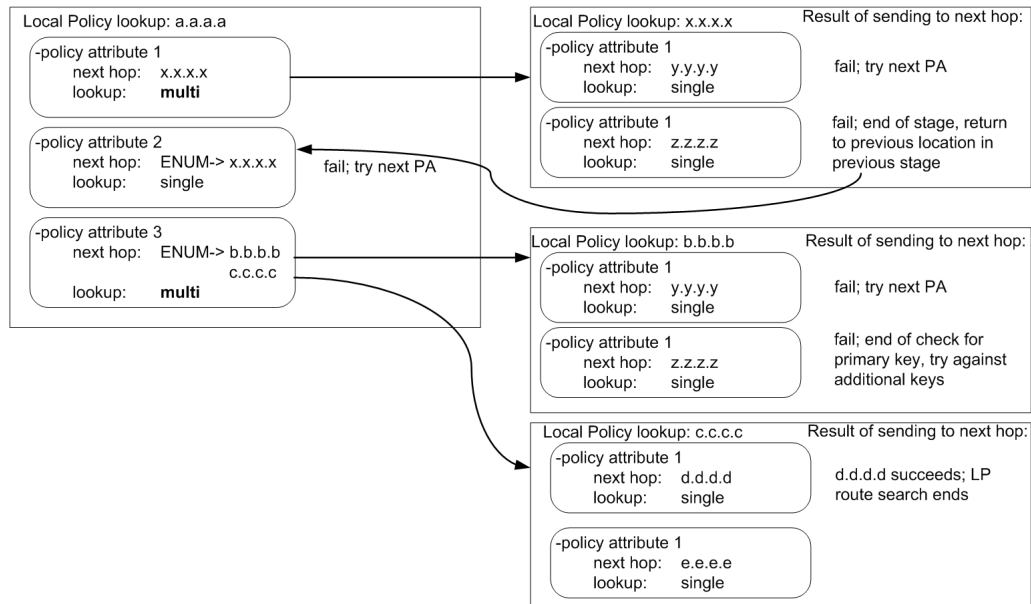 Local Policy lookup: a.a.a.a
-policy attribute 1
next hop: x.x.x.x
lookup: multi
-policy attribute 2
next hop: ENUM-> x.x.x.x
lookup: single
-policy attribute 3
next hop: ENUM-> b.b.b.b
c.c.c.c
lookup: multi
fail; try next PA
Local Policy lookup: x.x.x.x
Result of sending to next hop:
-policy attribute 1
next hop: y.y.y.y
lookup: single
fail; try next PA
-policy attribute 1
next hop: z.z.z.z
lookup: single
fail; end of stage, return
to previous location in
previous stage
Local Policy lookup: b.b.b.b
Result of sending to next hop:
-policy attribute 1
next hop: y.y.y.y
lookup: single
fail; try next PA
-policy attribute 1
next hop: z.z.z.z
lookup: single
fail; end of check for
primary key, try against
additional keys
Local Policy lookup: c.c.c.c
Result of sending to next hop:
-policy attribute 1
next hop: d.d.d.d
lookup: single
d.d.d.d succeeds; LP
route search ends
-policy attribute 1
next hop: e.e.e.e
lookup: single